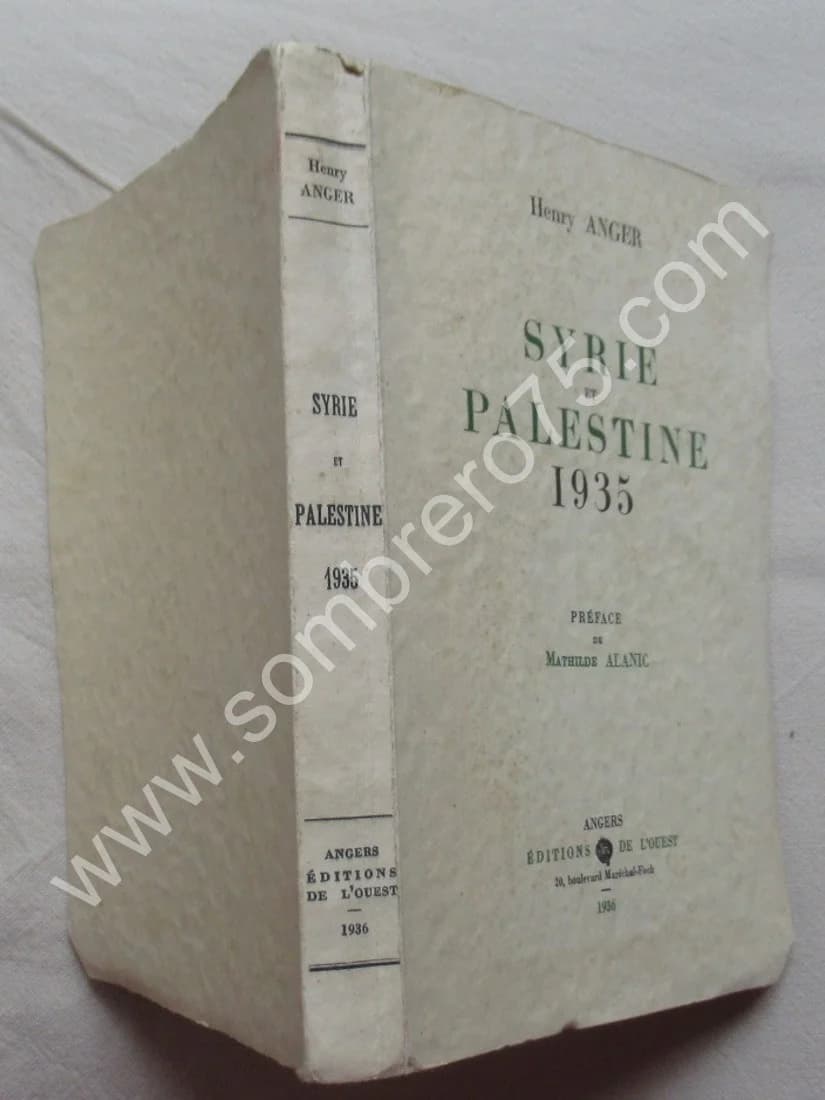 Henry
ANGER
SYRIE
ET
PALESTINE
1935
ANGERS
ÉDITIONS
DE L'OUEST
1936
Henry ANGER
SYRIE
ET
PALESTINE
1935
PRÉFACE
DE
MATHILDE ALANIC
ANGERS
ÉDITIONS DE L'OUEST
20, boulevard Maréchal-Foch
1936
www.sombrero75.com